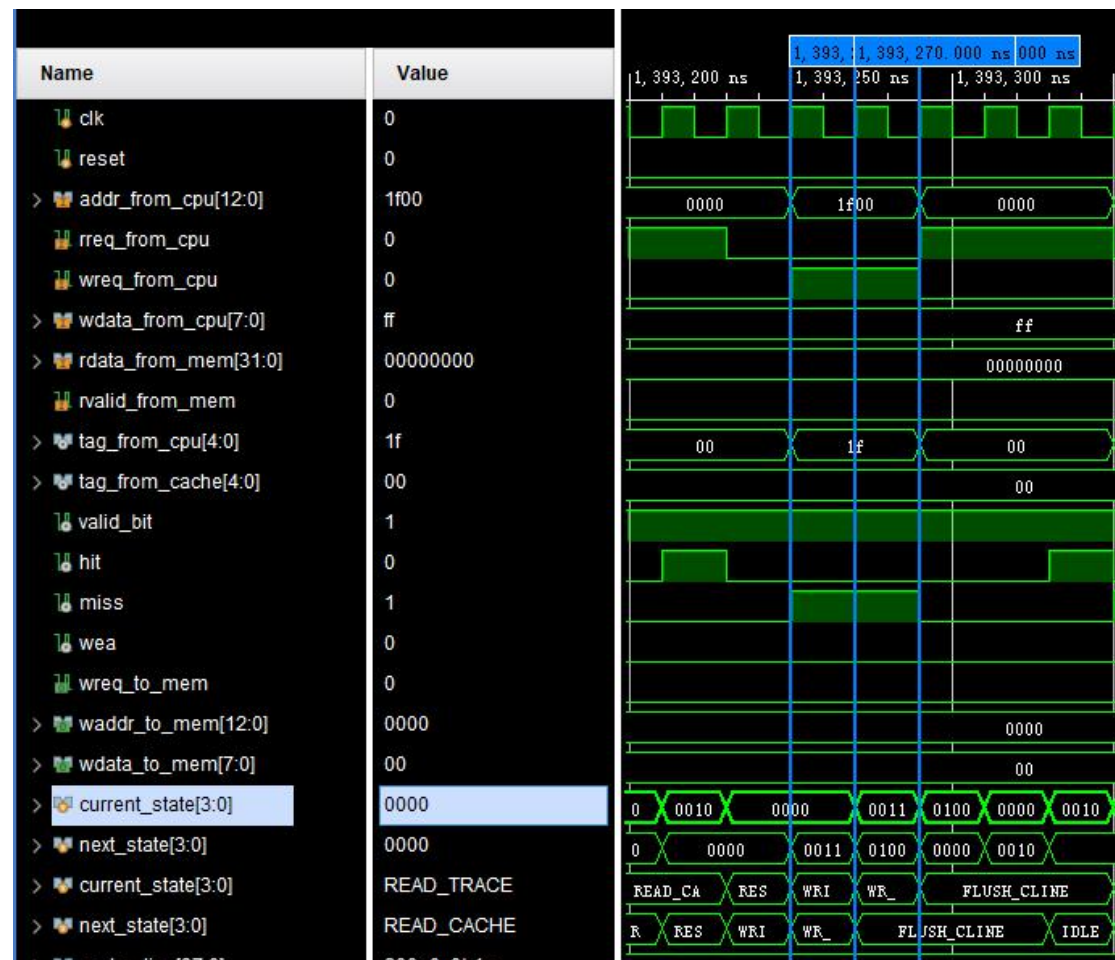 1, 393, 1, 393, 270.000 ns 000 ns
Name Value 1, 393, 200 ns 1, 393, 250 ns 1, 393, 300 ns
clk 0
reset 0
addr_from_cpu[12:0] 1f00 0000 1f00 0000
rreq_from_cpu 0
wreq_from_cpu 0
wdata_from_cpu[7:0] ff ff
rdata_from_mem[31:0] 00000000 00000000
rvalid_from_mem 0
tag_from_cpu[4:0] 1f 00 1f 00
tag_from_cache[4:0] 00 00
valid_bit 1
hit 0
miss 1
wea 0
wreq_to_mem 0
waddr_to_mem[12:0] 0000 0000
wdata_to_mem[7:0] 00 00
current_state[3:0] 0000 0 0010 0000 0011 0100 0000 0010
next_state[3:0] 0000 0 0000 0011 0100 0000 0010
current_state[3:0] READ_TRACE READ_CA RES WRI WR_ FLUSH_CLINE
next_state[3:0] READ_CACHE R RES WRI WR_ FLUSH_CLINE IDLE